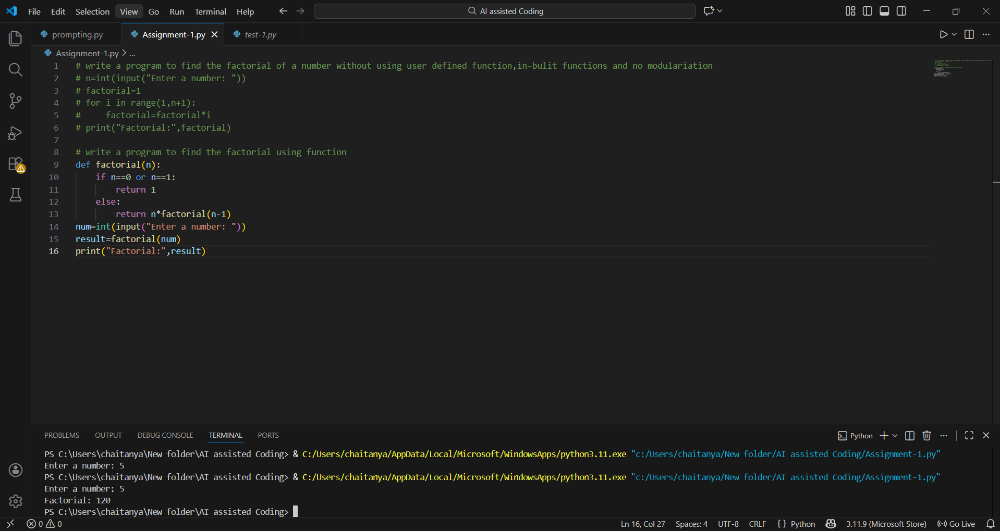 File Edit Selection View Go Run Terminal Help
AI assisted Coding
prompting.py
Assignment-1.py
test-1.py
Assignment-1.py > ...
1 # write a program to find the factorial of a number without using user defined function,in-bulit functions and no modulariation
2 # n=int(input("Enter a number: "))
3 # factorial=1
4 # for i in range(1,n+1):
5 #     factorial=factorial*i
6 # print("Factorial:",factorial)
7
8 # write a program to find the factorial using function
9 def factorial(n):
10     if n==0 or n==1:
11         return 1
12     else:
13         return n*factorial(n-1)
14 num=int(input("Enter a number: "))
15 result=factorial(num)
16 print("Factorial:",result)
PROBLEMS OUTPUT DEBUG CONSOLE TERMINAL PORTS
Python
PS C:\Users\chaitanya\New folder\AI assisted Coding> & C:/Users/chaitanya/AppData/Local/Microsoft/WindowsApps/python3.11.exe "c:/Users/chaitanya/New folder/AI assisted Coding/Assignment-1.py"
Enter a number: 5
PS C:\Users\chaitanya\New folder\AI assisted Coding> & C:/Users/chaitanya/AppData/Local/Microsoft/WindowsApps/python3.11.exe "c:/Users/chaitanya/New folder/AI assisted Coding/Assignment-1.py"
Enter a number: 5
Factorial: 120
PS C:\Users\chaitanya\New folder\AI assisted Coding>
0 0 Ln 16, Col 27 Spaces: 4 UTF-8 CRLF {} Python 3.11.9 (Microsoft Store) Go Live